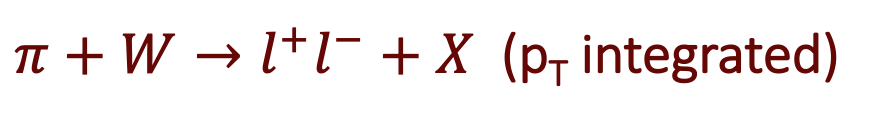 π + W → l⁺l⁻ + X (p_T integrated)